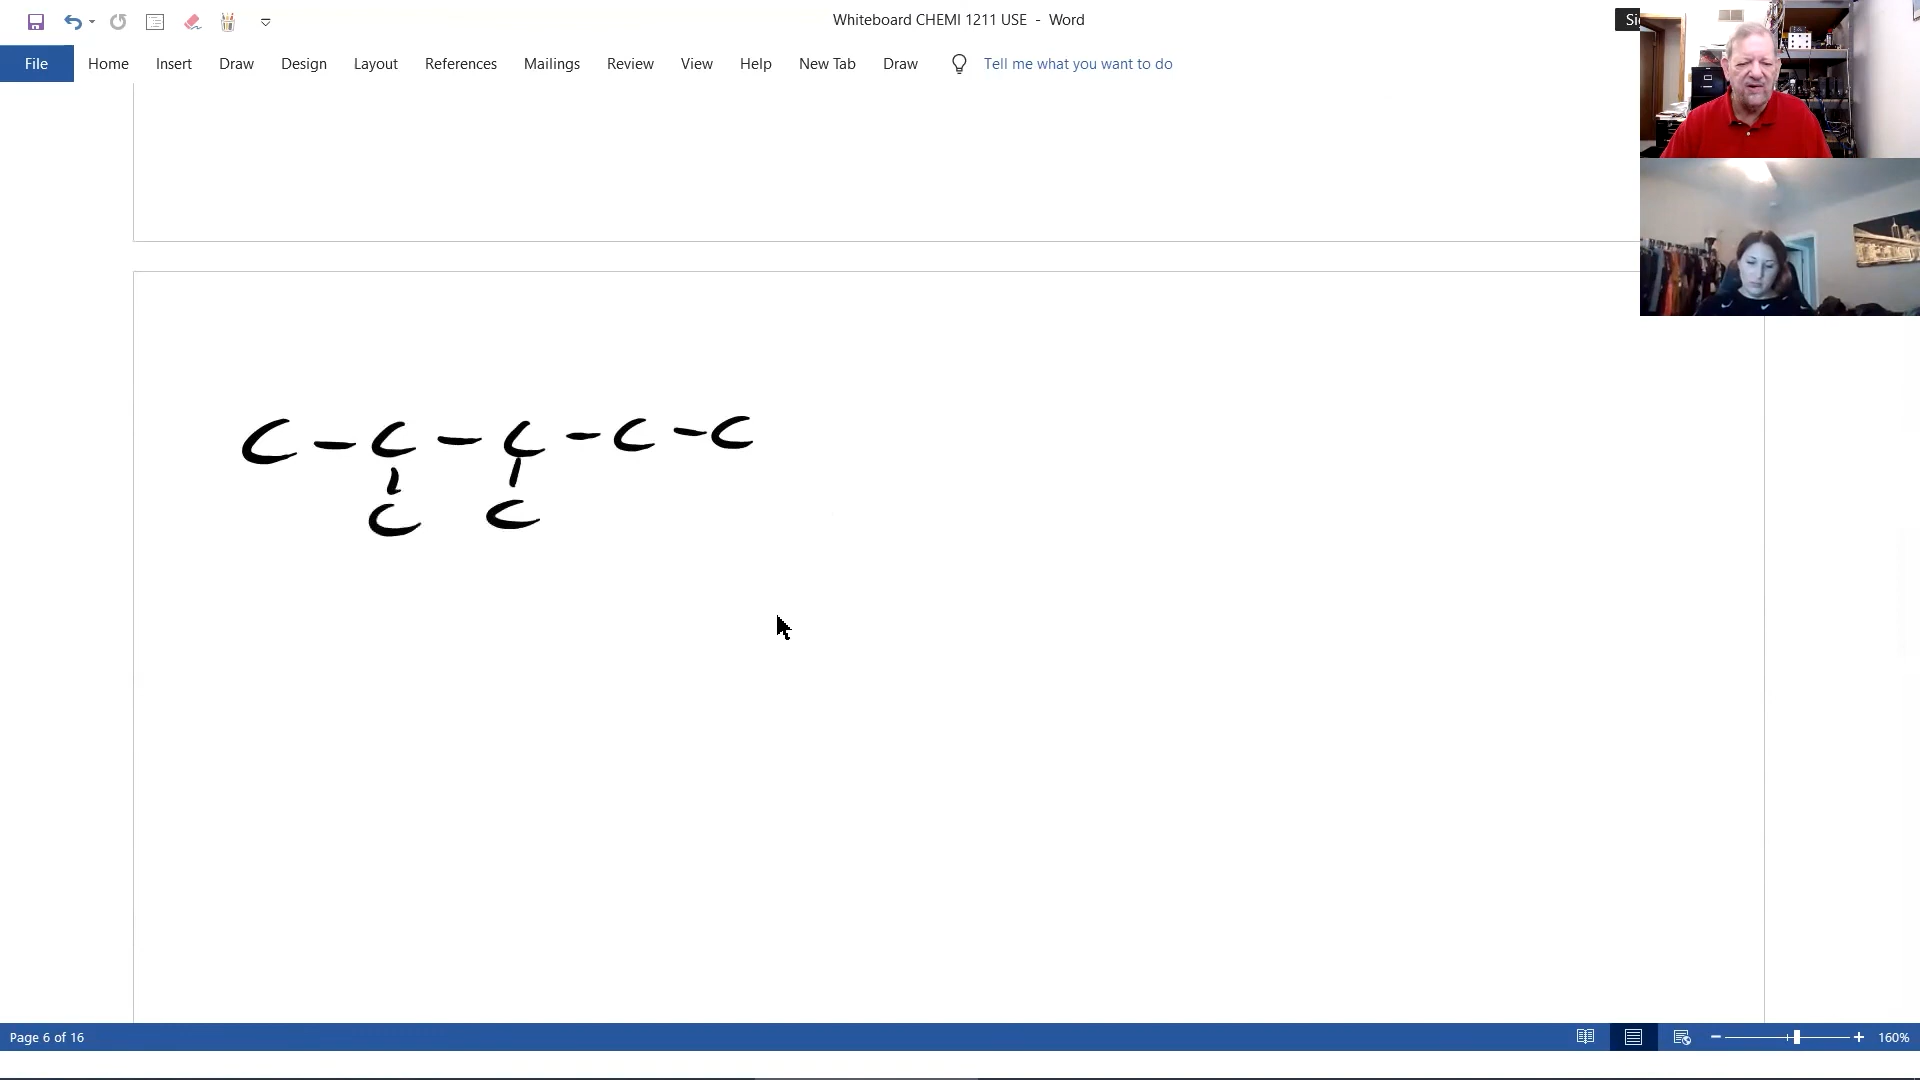 Whiteboard CHEMI 1211 USE - Word
File Home Insert Draw Design Layout References Mailings Review View Help New Tab Draw Tell me what you want to do
C - C - C - C - C
C C
Page 6 of 16
160%